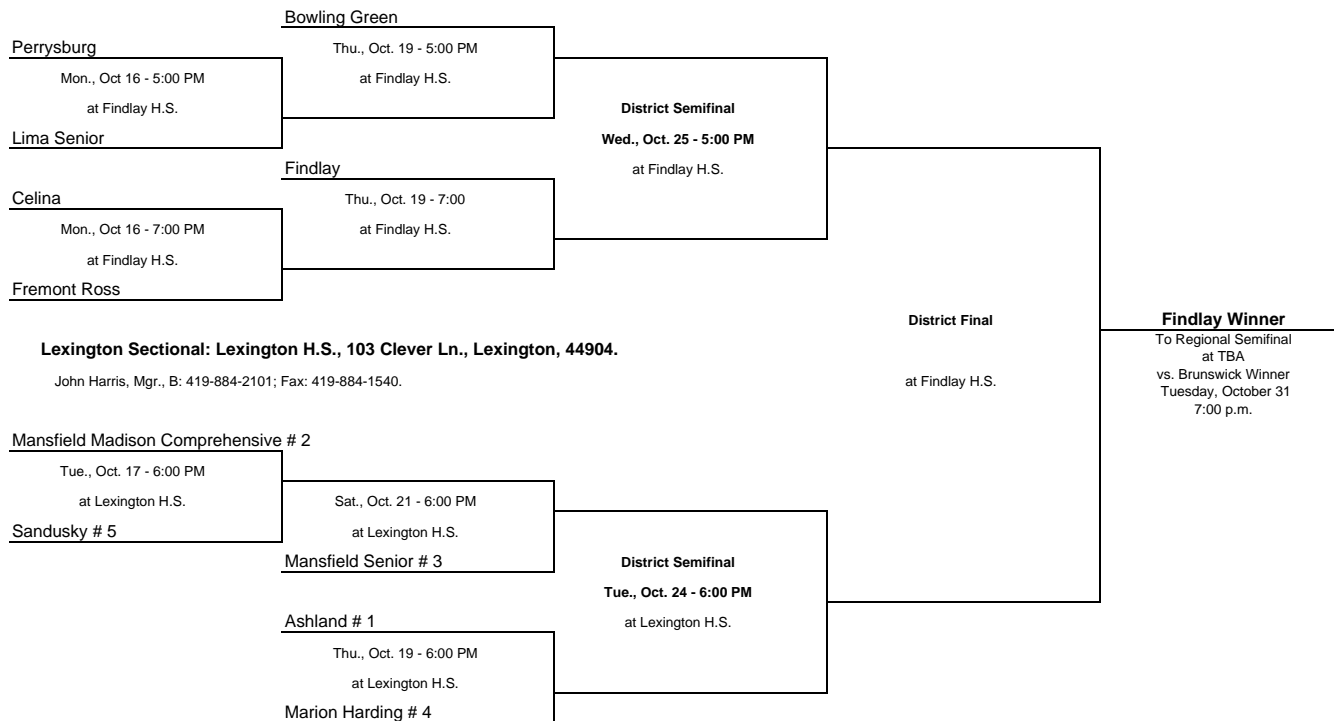 Bowling Green
Perrysburg
Thu., Oct. 19 - 5:00 PM
Mon., Oct 16 - 5:00 PM
at Findlay H.S.
at Findlay H.S.
District Semifinal
Lima Senior
Wed., Oct. 25 - 5:00 PM
Findlay
at Findlay H.S.
Celina
Thu., Oct. 19 - 7:00
Mon., Oct 16 - 7:00 PM
at Findlay H.S.
at Findlay H.S.
Fremont Ross
District Final
Findlay Winner
To Regional Semifinal
at TBA
vs. Brunswick Winner
Tuesday, October 31
7:00 p.m.
Lexington Sectional: Lexington H.S., 103 Clever Ln., Lexington, 44904.
John Harris, Mgr., B: 419-884-2101; Fax: 419-884-1540.
at Findlay H.S.
Mansfield Madison Comprehensive # 2
Tue., Oct. 17 - 6:00 PM
at Lexington H.S.
Sat., Oct. 21 - 6:00 PM
Sandusky # 5
at Lexington H.S.
Mansfield Senior # 3
District Semifinal
Tue., Oct. 24 - 6:00 PM
Ashland # 1
at Lexington H.S.
Thu., Oct. 19 - 6:00 PM
at Lexington H.S.
Marion Harding # 4